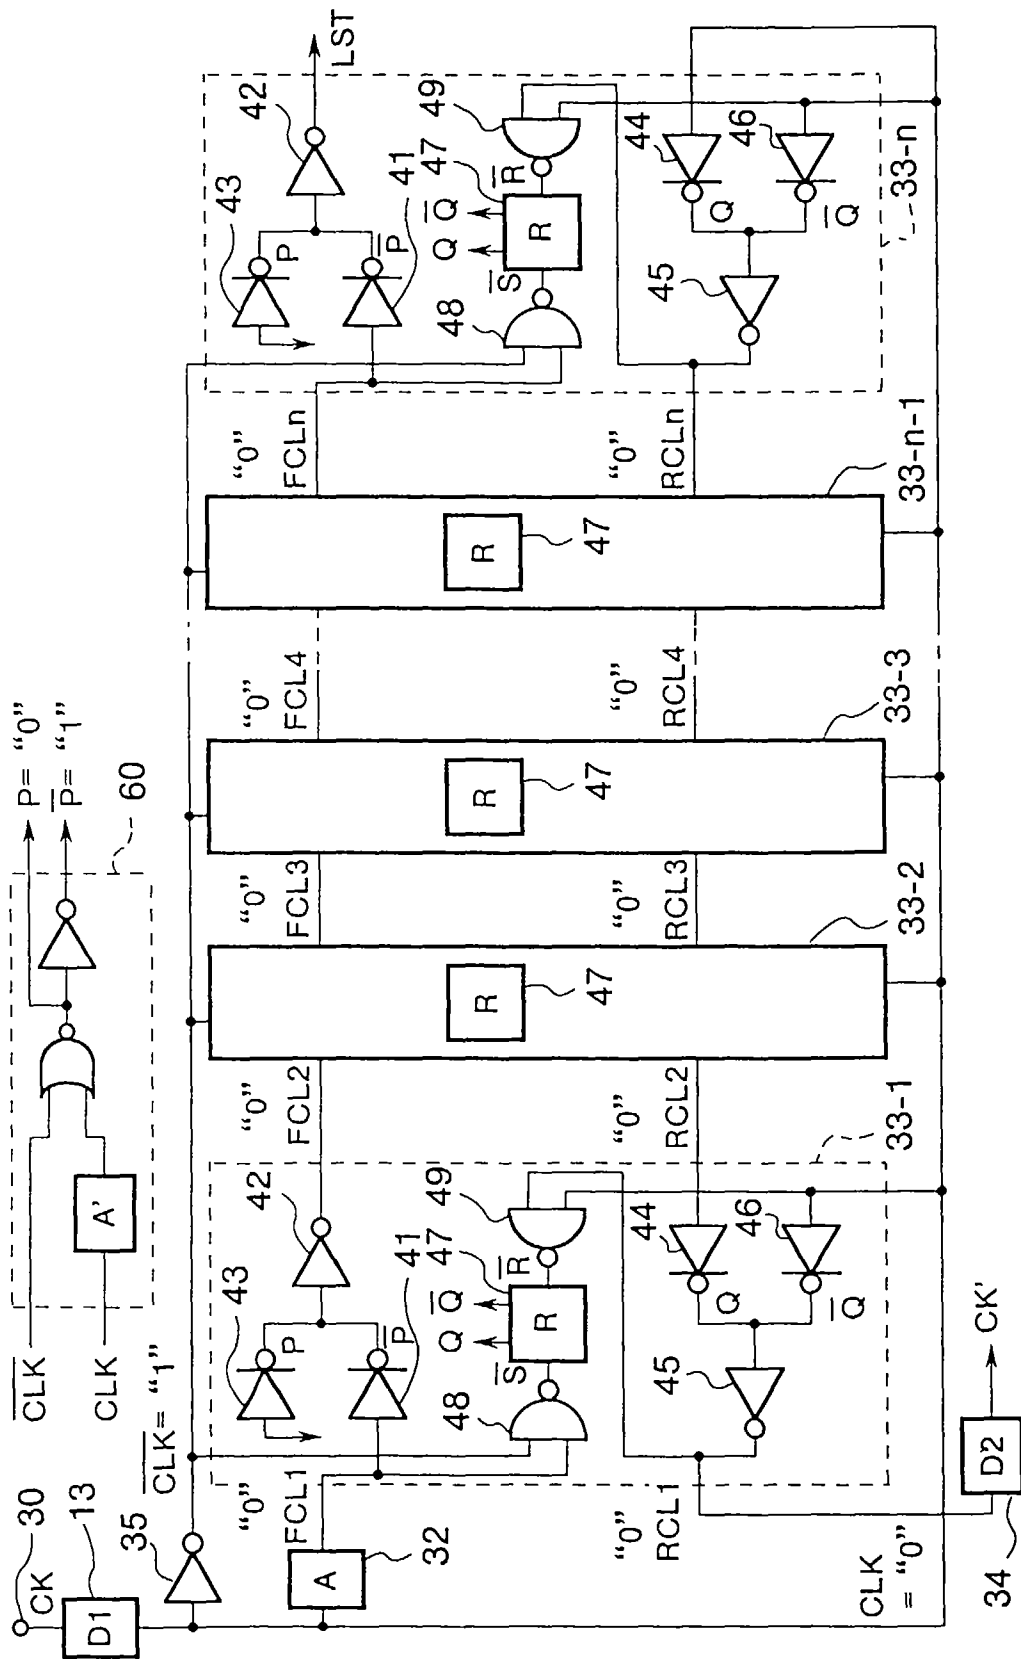 30
CK
D1
13
35
C̅L̅K̅
CLK
A'
60
P= “0”
P̅= “1”
C̅L̅K̅= “1”
A
32
“0”
FCL1
43
P
42
41
P̅
“0”
FCL2
“0”
FCL3
“0”
FCL4
“0”
FCLn
43
P
42
41
P̅
LST
48
S̅
Q
Q̅
R
47
R̅
49
R
47
R
47
R
47
48
S̅
Q
Q̅
R
47
R̅
49
“0”
RCL1
45
44
Q
46
Q̅
“0”
RCL2
“0”
RCL3
“0”
RCL4
“0”
RCLn
45
44
Q
46
Q̅
33-1
33-2
33-3
33-n-1
33-n
CLK
= “0”
34
D2
CK'